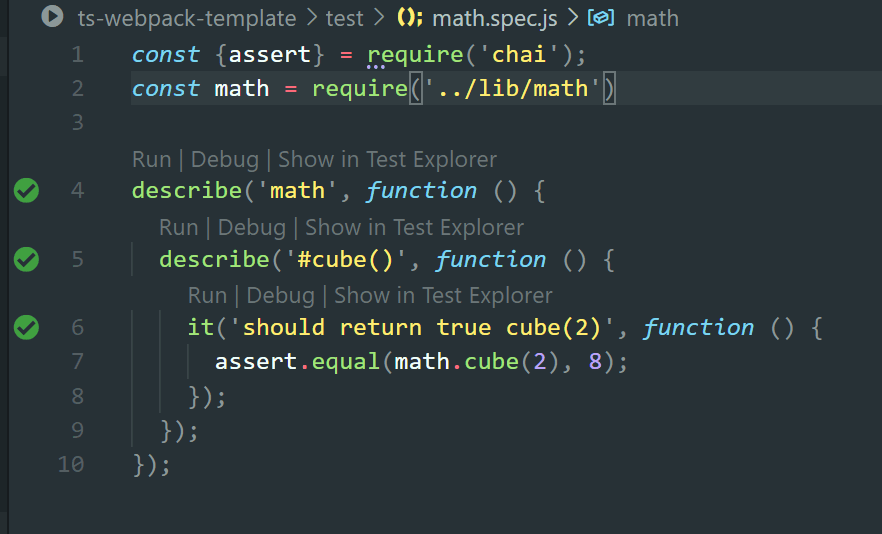 ts-webpack-template > test > math.spec.js > math
1 const {assert} = require('chai');
2 const math = require('../lib/math')
3
Run | Debug | Show in Test Explorer
4 describe('math', function () {
Run | Debug | Show in Test Explorer
5 describe('#cube()', function () {
Run | Debug | Show in Test Explorer
6 it('should return true cube(2)', function () {
7 assert.equal(math.cube(2), 8);
8 });
9 });
10 });